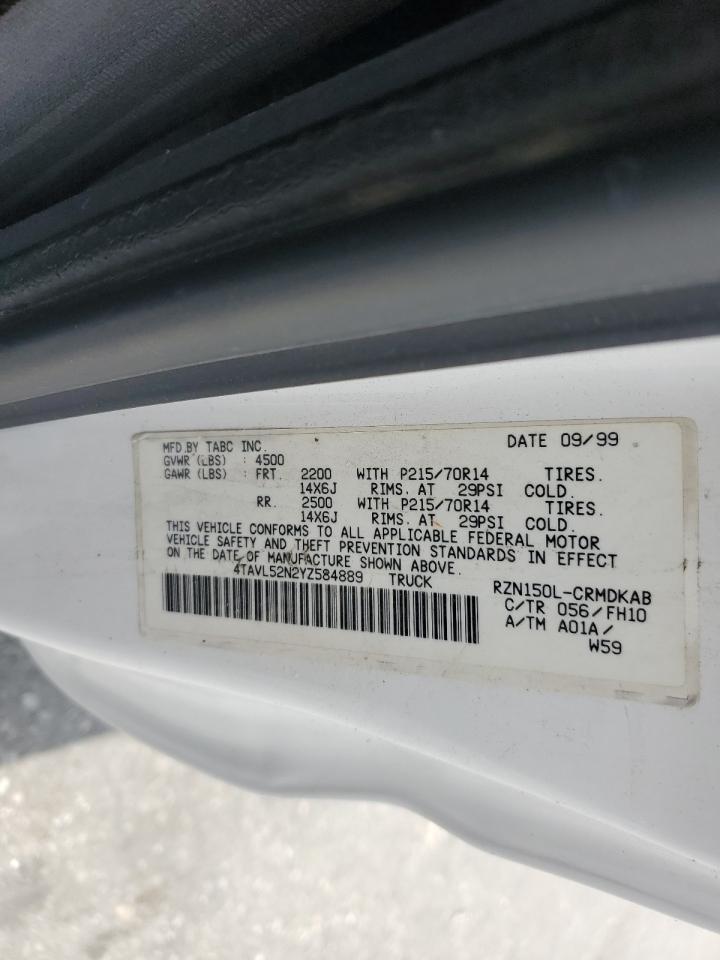 MFD.BY TABC INC. DATE 09/99
GVWR (LBS) : 4500
GAWR (LBS) : FRT. 2200 WITH P215/70R14 TIRES.
14X6J RIMS. AT 29PSI COLD.
RR. 2500 WITH P215/70R14 TIRES.
14X6J RIMS. AT 29PSI COLD.
THIS VEHICLE CONFORMS TO ALL APPLICABLE FEDERAL MOTOR
VEHICLE SAFETY AND THEFT PREVENTION STANDARDS IN EFFECT
ON THE DATE OF MANUFACTURE SHOWN ABOVE.
4TAVL52N2YZ584889 TRUCK RZN150L-CRMDKAB
C/TR 056/FH10
A/TM A01A/
W59